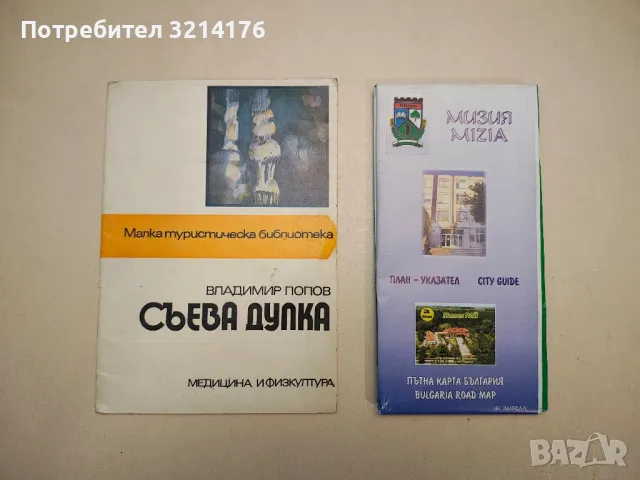 Потребител 3214176
Малка туристическа библиотека
ВЛАДИМИР ПОПОВ
СЪЕВА ДУПКА
МЕДИЦИНА И ФИЗКУЛТУРА
МИЗИЯ
MIZIA
ПЛАН - УКАЗАТЕЛ CITY GUIDE
ПЪТНА КАРТА БЪЛГАРИЯ
BULGARIA ROAD MAP
BAZAR